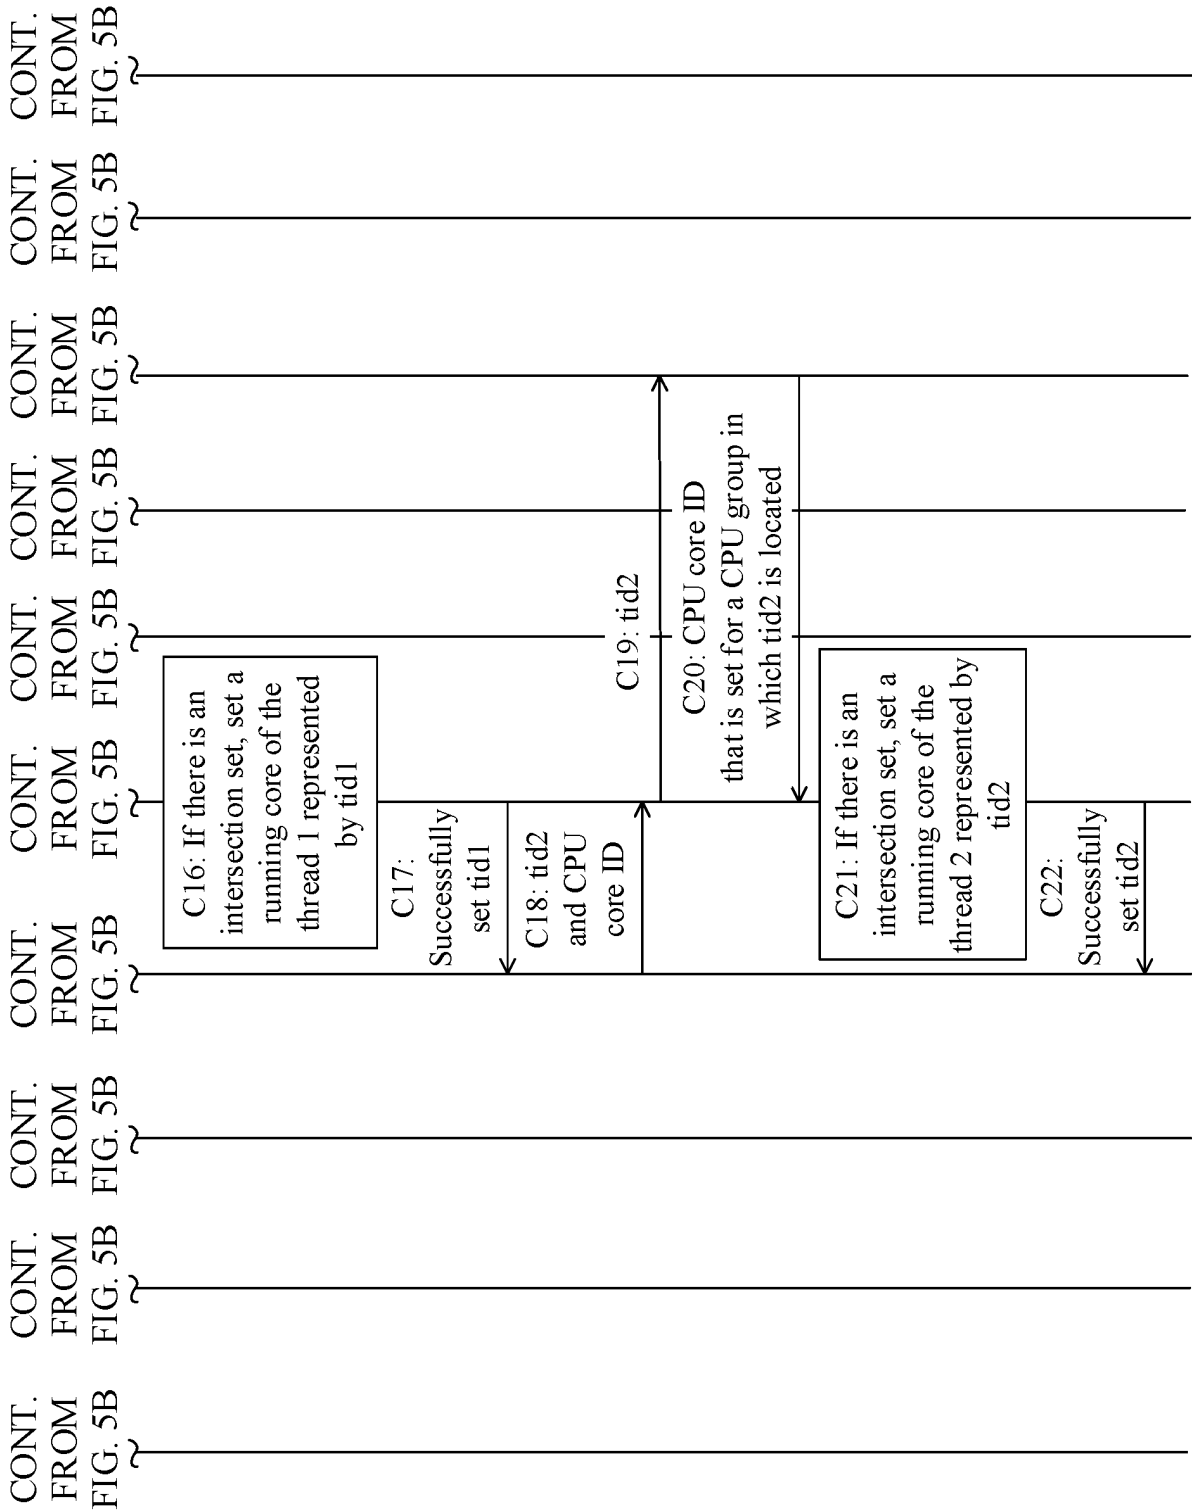 CONT.
FROM
FIG. 5B
CONT.
FROM
FIG. 5B
CONT.
FROM
FIG. 5B
CONT.
FROM
FIG. 5B
CONT.
FROM
FIG. 5B
CONT.
FROM
FIG. 5B
CONT.
FROM
FIG. 5B
CONT.
FROM
FIG. 5B
CONT.
FROM
FIG. 5B
CONT.
FROM
FIG. 5B
C16: If there is an
intersection set, set a
running core of the
thread 1 represented
by tid1
C17:
Successfully
set tid1
C18: tid2
and CPU
core ID
C19: tid2
C20: CPU core ID
that is set for a CPU group in
which tid2 is located
C21: If there is an
intersection set, set a
running core of the
thread 2 represented by
tid2
C22:
Successfully
set tid2